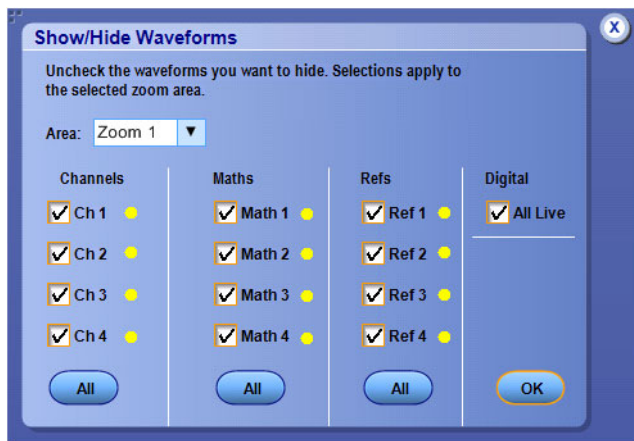 Show/Hide Waveforms
X
Uncheck the waveforms you want to hide. Selections apply to
the selected zoom area.
Area: Zoom 1
Channels Maths Refs Digital
Ch 1 Math 1 Ref 1 All Live
Ch 2 Math 2 Ref 2
Ch 3 Math 3 Ref 3
Ch 4 Math 4 Ref 4
All All All OK